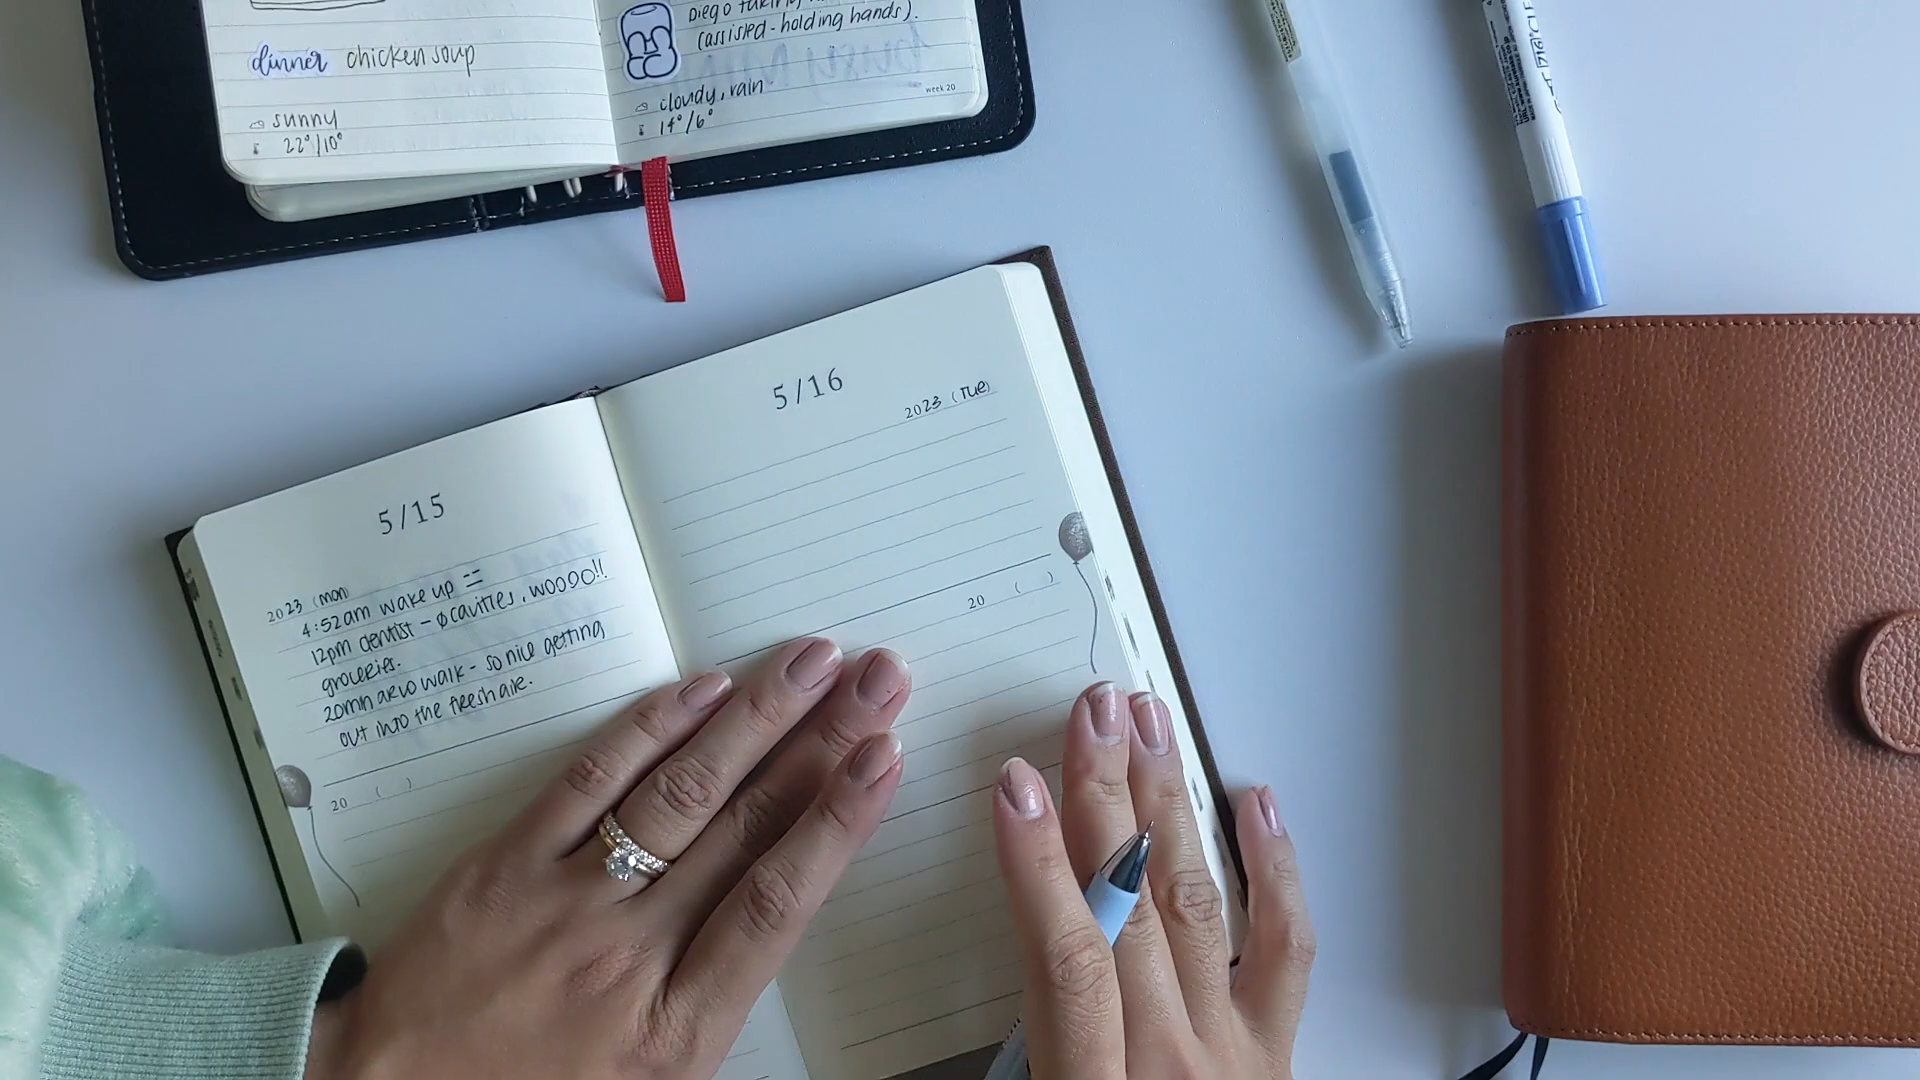 dinner chicken soup
sunny
22°/10°
Diego taking
(assisted - holding hands).
cloudy, rain
14°/6°
week 20
5/15
2023 (mon)
4:52am wake up
12pm dentist - ø cavities, woooo!!
groceries.
20min arvo walk - so nice getting
out into the fresh air.
20 ( )
5/16
2023 (Tue)
20 ( )